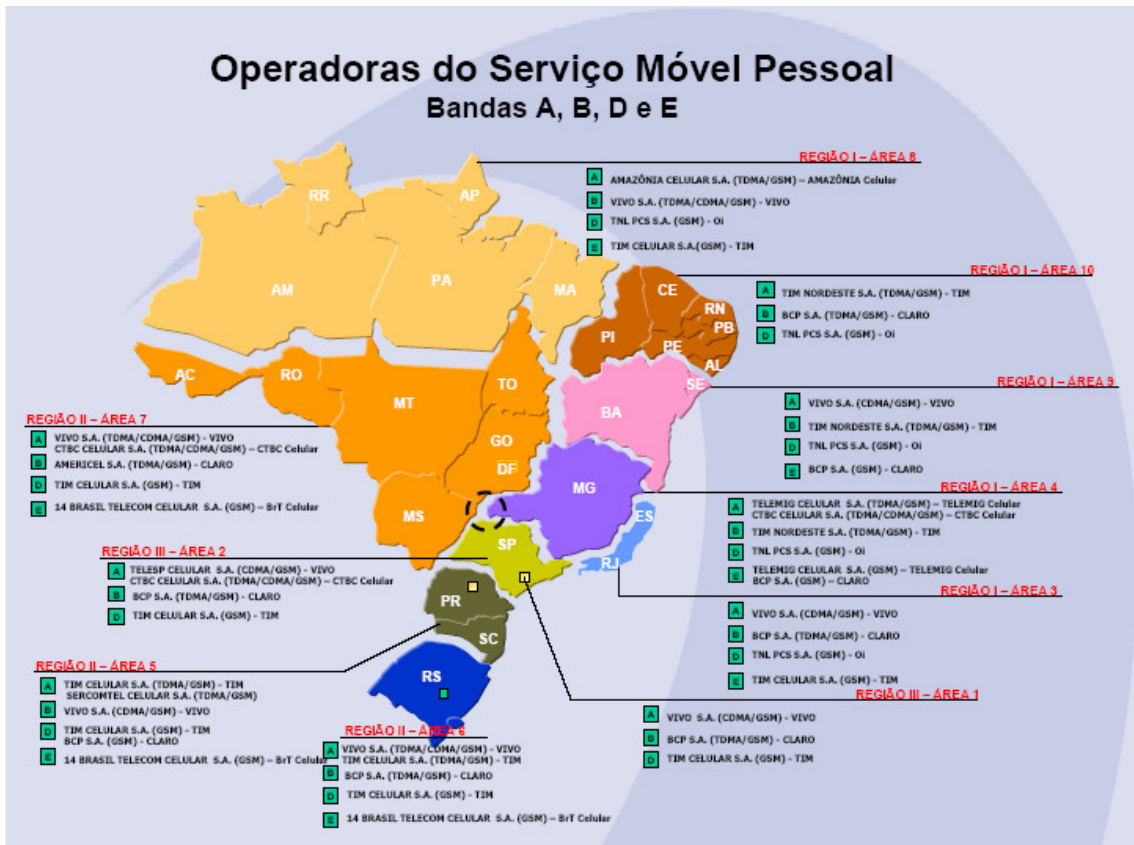 Operadoras do Serviço Móvel Pessoal
Bandas A, B, D e E
REGIÃO I – ÁREA 8
A AMAZÔNIA CELULAR S.A. (TDMA/GSM) – AMAZÔNIA Celular
B VIVO S.A. (TDMA/CDMA/GSM) - VIVO
D TNL PCS S.A. (GSM) - Oi
E TIM CELULAR S.A.(GSM) - TIM
REGIÃO I – ÁREA 10
A TIM NORDESTE S.A. (TDMA/GSM) - TIM
B BCP S.A. (TDMA/GSM) - CLARO
D TNL PCS S.A. (GSM) - Oi
REGIÃO I – ÁREA 9
A VIVO S.A. (CDMA/GSM) - VIVO
B TIM NORDESTE S.A. (TDMA/GSM) - TIM
D TNL PCS S.A. (GSM) - Oi
E BCP S.A. (GSM) - CLARO
RR
AP
AM
PA
MA
CE
RN
PB
PI
PE
AL
SE
AC
RO
MT
TO
BA
GO
DF
MG
ES
MS
SP
RJ
PR
SC
RS
REGIÃO II – ÁREA 7
A VIVO S.A. (TDMA/CDMA/GSM) - VIVO
CTBC CELULAR S.A. (TDMA/CDMA/GSM) – CTBC Celular
B AMERICEL S.A. (TDMA/GSM) - CLARO
D TIM CELULAR S.A. (GSM) - TIM
E 14 BRASIL TELECOM CELULAR S.A. (GSM) – BrT Celular
REGIÃO I – ÁREA 4
A TELEMIG CELULAR S.A. (TDMA/GSM) – TELEMIG Celular
CTBC CELULAR S.A. (TDMA/CDMA/GSM) – CTBC Celular
B TIM NORDESTE S.A. (TDMA/GSM) - TIM
D TNL PCS S.A. (GSM) - Oi
E TELEMIG CELULAR S.A. (GSM) – TELEMIG Celular
BCP S.A. (GSM) – CLARO
REGIÃO III – ÁREA 2
A TELESP CELULAR S.A. (CDMA/GSM) - VIVO
CTBC CELULAR S.A. (TDMA/CDMA/GSM) – CTBC Celular
B BCP S.A. (TDMA/GSM) - CLARO
D TIM CELULAR S.A. (GSM) - TIM
REGIÃO I – ÁREA 3
A VIVO S.A. (CDMA/GSM) - VIVO
B BCP S.A. (TDMA/GSM) - CLARO
D TNL PCS S.A. (GSM) - Oi
E TIM CELULAR S.A. (GSM) - TIM
REGIÃO II – ÁREA 5
A TIM CELULAR S.A. (TDMA/GSM) - TIM
SERCOMTEL CELULAR S.A. (TDMA/GSM)
B VIVO S.A. (CDMA/GSM) - VIVO
D TIM CELULAR S.A. (GSM) - TIM
BCP S.A. (GSM) - CLARO
E 14 BRASIL TELECOM CELULAR S.A. (GSM) – BrT Celular
REGIÃO III – ÁREA 1
A VIVO S.A. (CDMA/GSM) - VIVO
B BCP S.A. (TDMA/GSM) - CLARO
D TIM CELULAR S.A. (GSM) - TIM
REGIÃO II – ÁREA 6
A VIVO S.A. (TDMA/CDMA/GSM) - VIVO
TIM CELULAR S.A. (TDMA/GSM) - TIM
B BCP S.A. (TDMA/GSM) - CLARO
D TIM CELULAR S.A. (GSM) - TIM
E 14 BRASIL TELECOM CELULAR S.A. (GSM) – BrT Celular